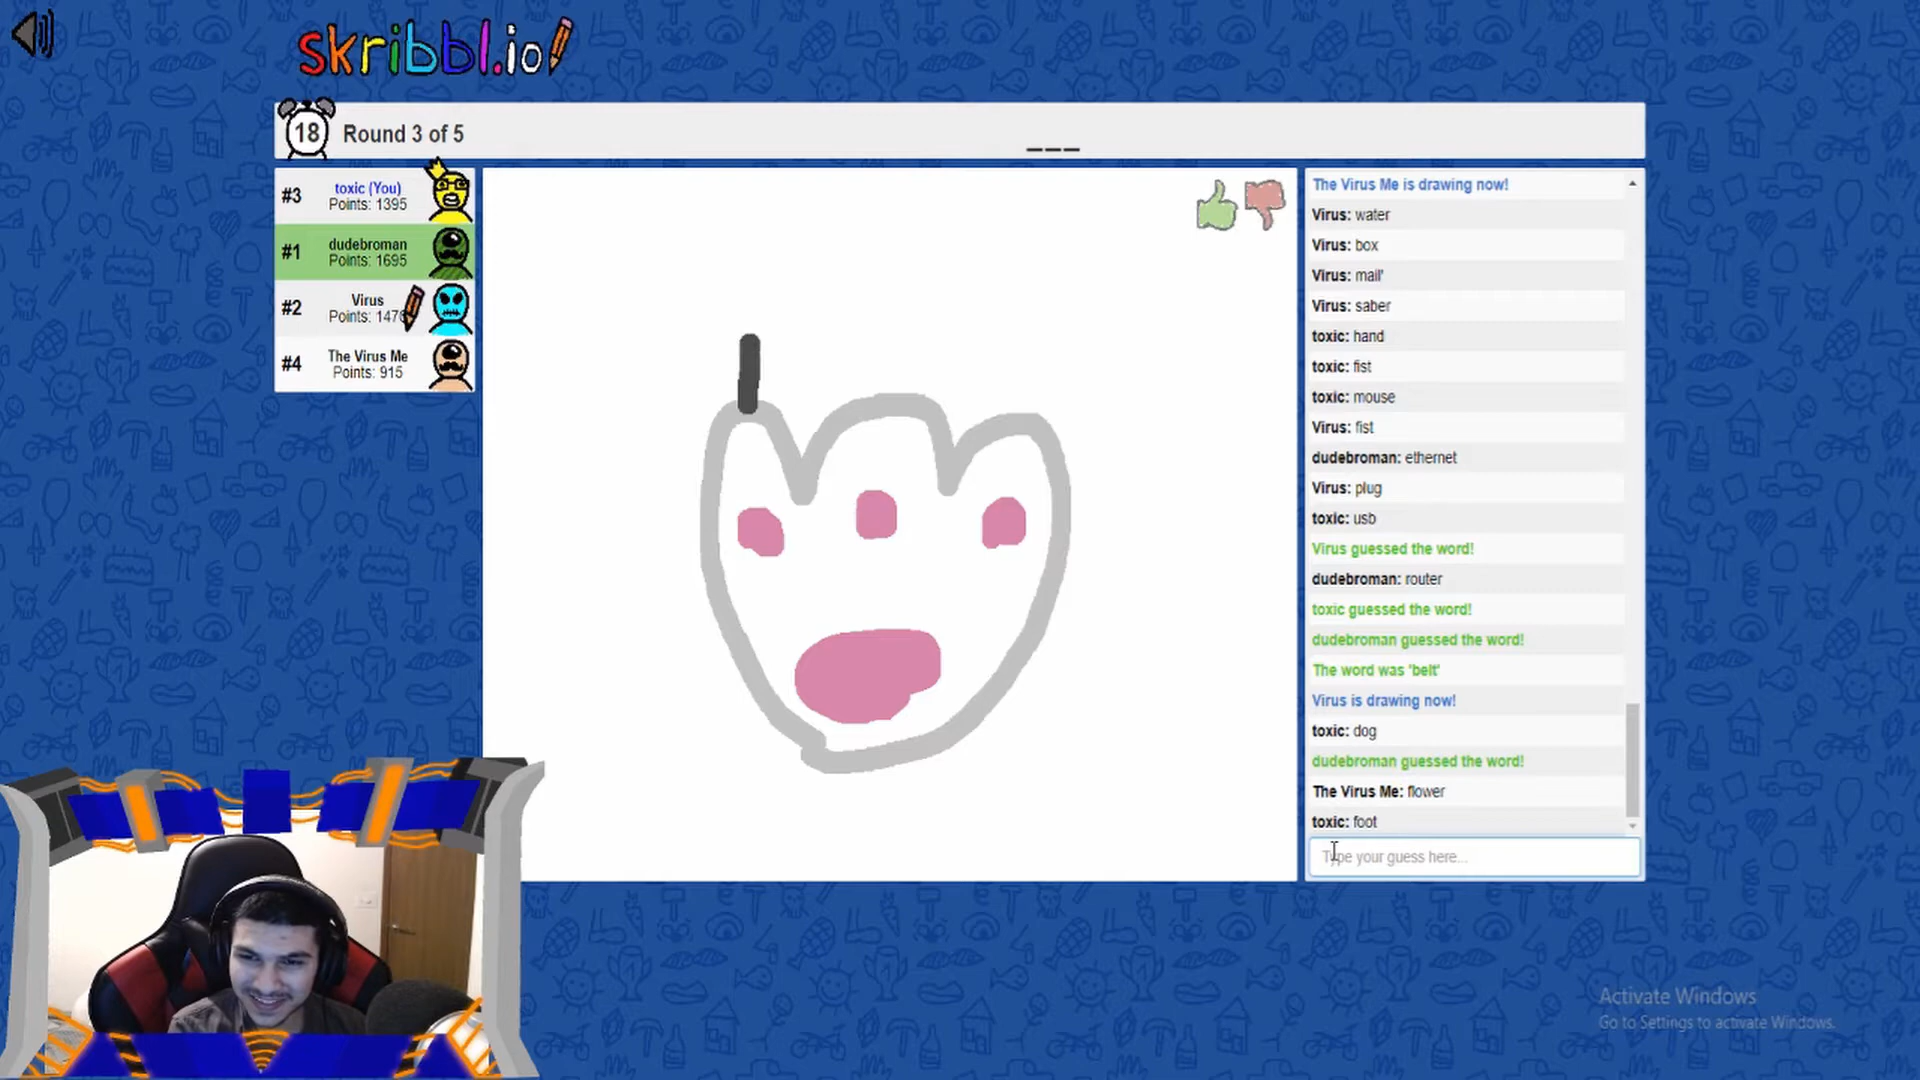 skribbl.io
18
Round 3 of 5
_ _ _
#3
toxic (You)
Points: 1395
#1
dudebroman
Points: 1695
#2
Virus
#4
The Virus Me
Points: 915
The Virus Me is drawing now!
Virus: water
Virus: box
Virus: mail'
Virus: saber
toxic: hand
toxic: fist
toxic: mouse
Virus: fist
dudebroman: ethernet
Virus: plug
toxic: usb
Virus guessed the word!
dudebroman: router
toxic guessed the word!
dudebroman guessed the word!
The word was 'belt'
Virus is drawing now!
toxic: dog
dudebroman guessed the word!
The Virus Me: flower
toxic: foot
Type your guess here...
Activate Windows
Go to Settings to activate Windows.